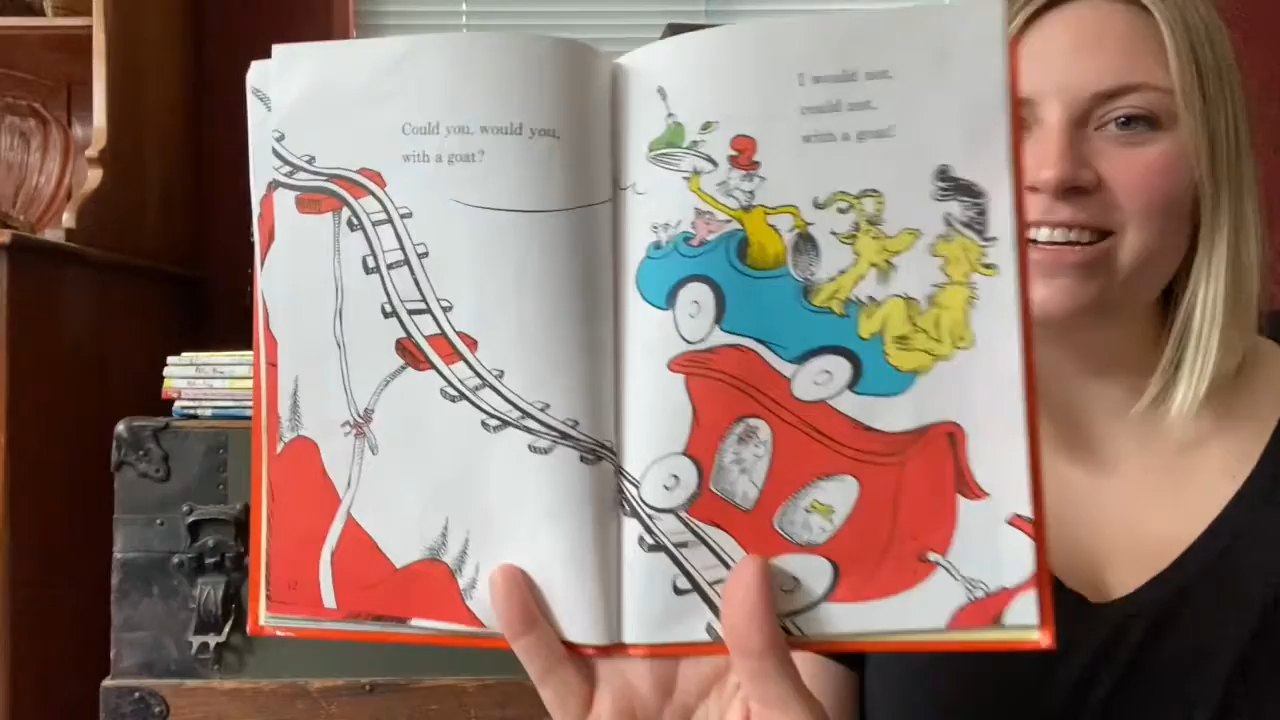 Could you, would you,
with a goat?
I would not,
could not,
with a goat!